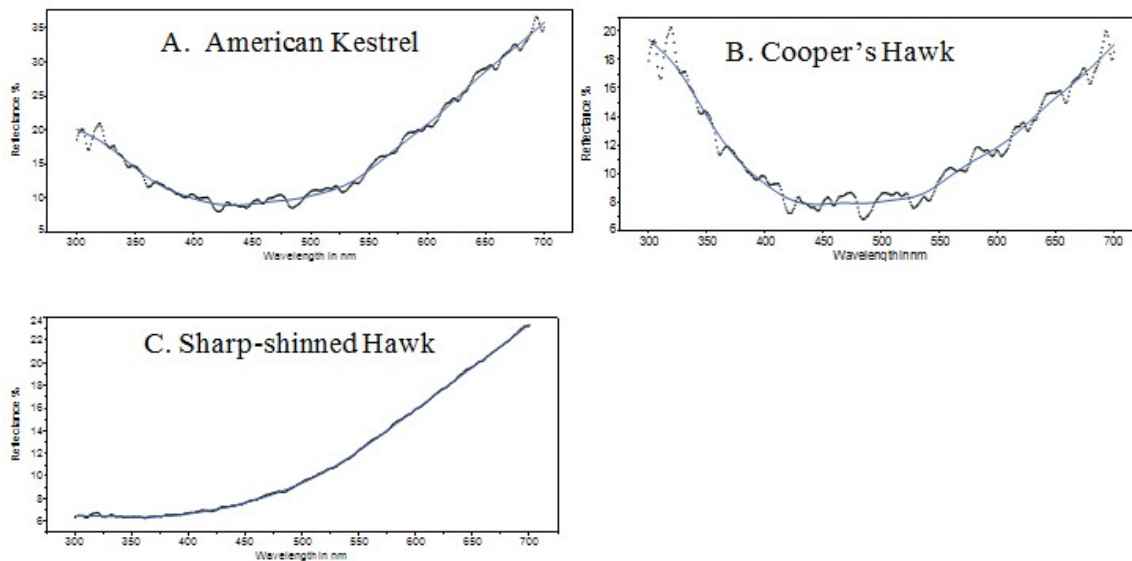 A. American Kestrel
Reflectance %
35
30
25
20
15
10
5
300 350 400 450 500 550 600 650 700
Wavelength in nm
B. Cooper's Hawk
Reflectance %
20
18
16
14
12
10
8
6
300 350 400 450 500 550 600 650 700
Wavelength in nm
C. Sharp-shinned Hawk
Reflectance %
24
22
20
18
16
14
12
10
8
6
300 350 400 450 500 550 600 650 700
Wavelength in nm